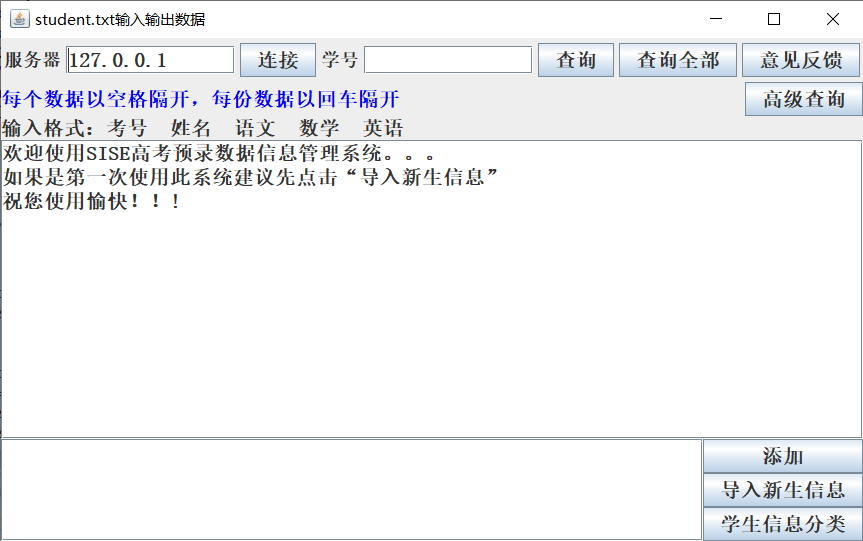 student.txt输入输出数据
服务器 127.0.0.1 连接 学号 查询 查询全部 意见反馈
每个数据以空格隔开，每份数据以回车隔开 高级查询
输入格式：考号 姓名 语文 数学 英语
欢迎使用SISE高考预录数据信息管理系统。。。
如果是第一次使用此系统建议先点击“导入新生信息”
祝您使用愉快！！！
添加
导入新生信息
学生信息分类